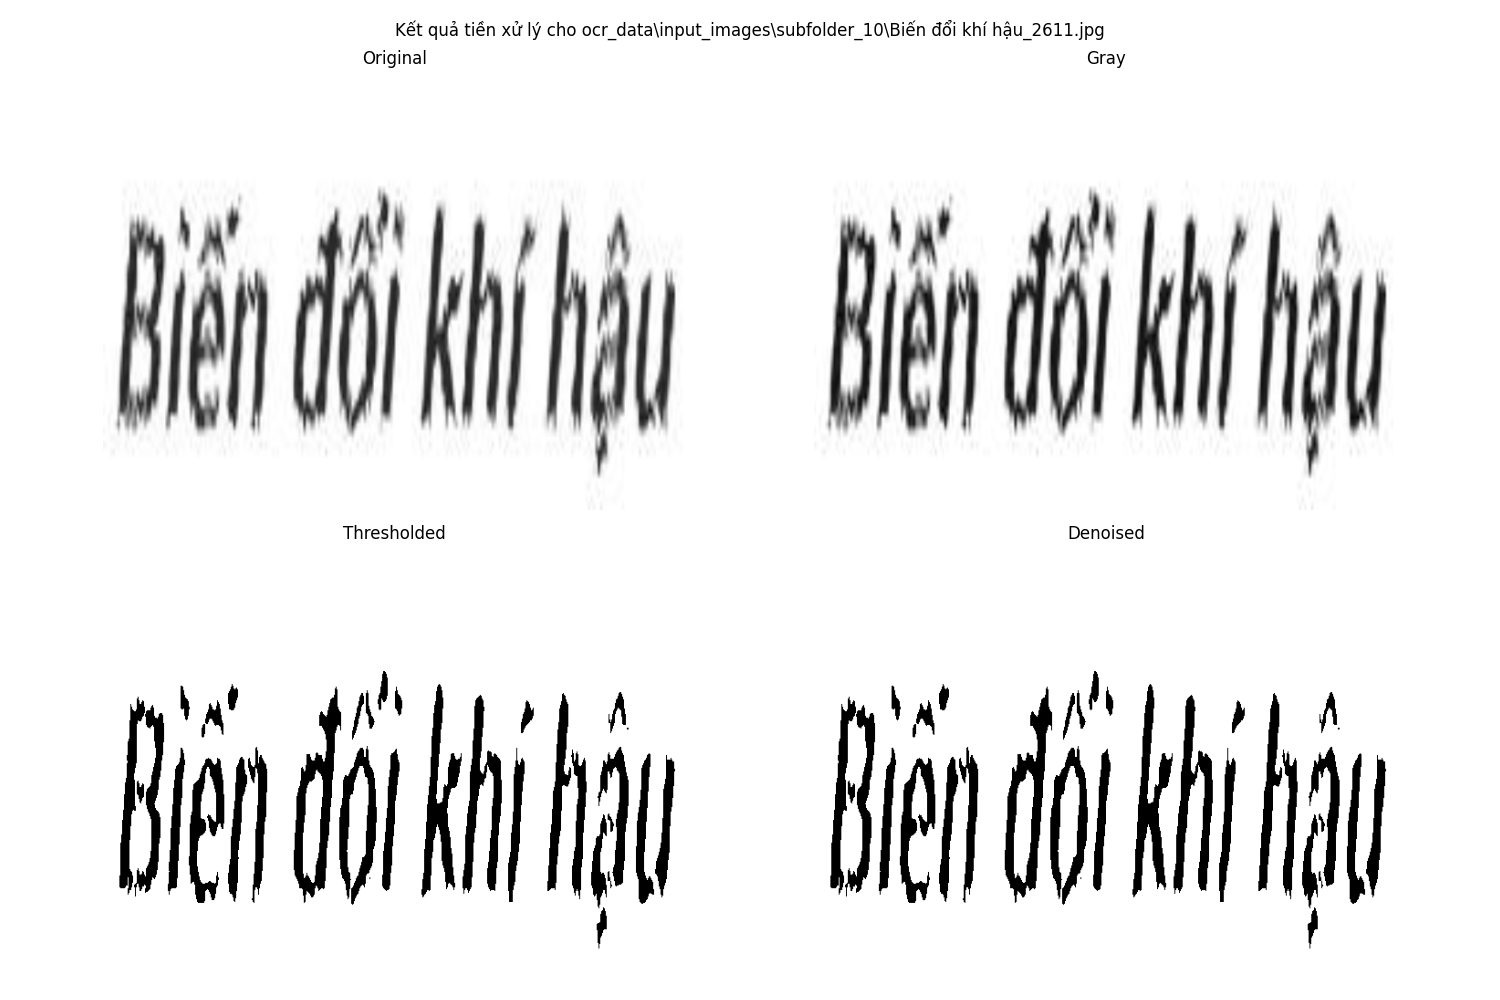 Kết quả tiền xử lý cho ocr_data\input_images\subfolder_10\Biến đổi khí hậu_2611.jpg
Original
Gray
Biến đổi khí hậu
Biến đổi khí hậu
Thresholded
Denoised
Biến đổi khí hậu
Biến đổi khí hậu